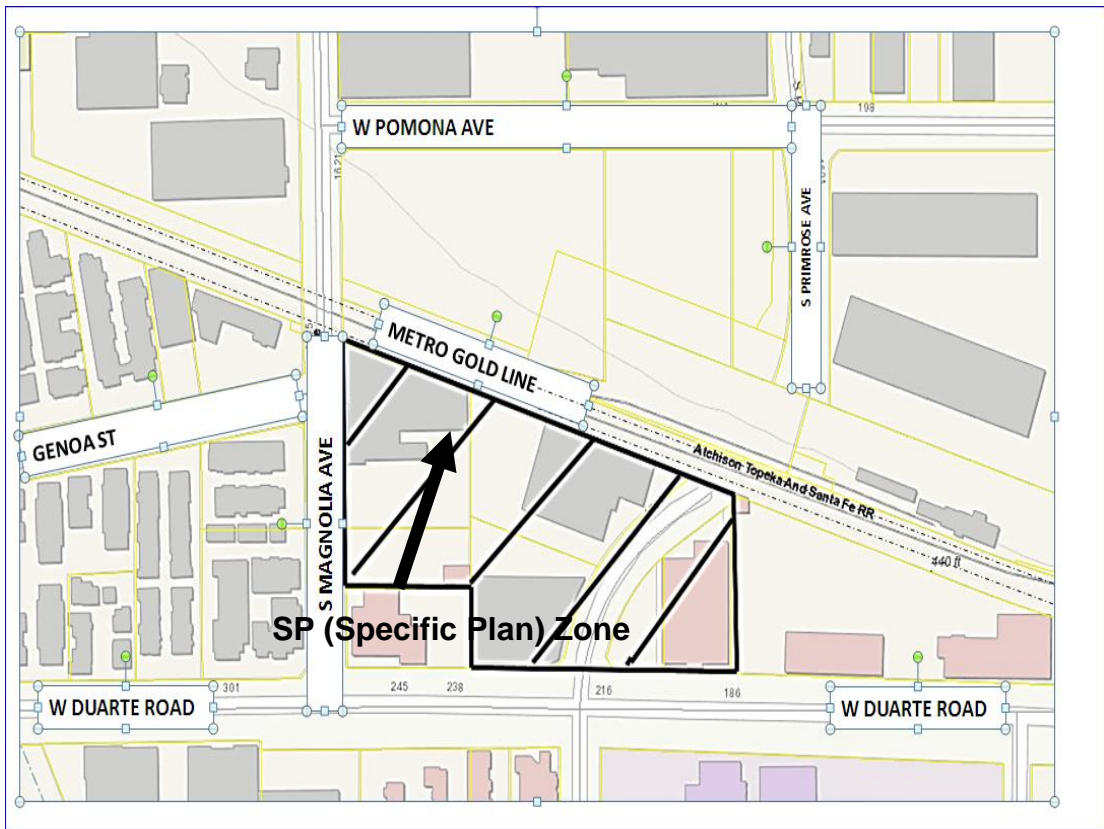 198
W POMONA AVE
S PRIMROSE AVE
METRO GOLD LINE
GENOA ST
S MAGNOLIA AVE
Atchison Topeka And Santa Fe RR
440 ft
SP (Specific Plan) Zone
301
245
238
216
186
W DUARTE ROAD
W DUARTE ROAD